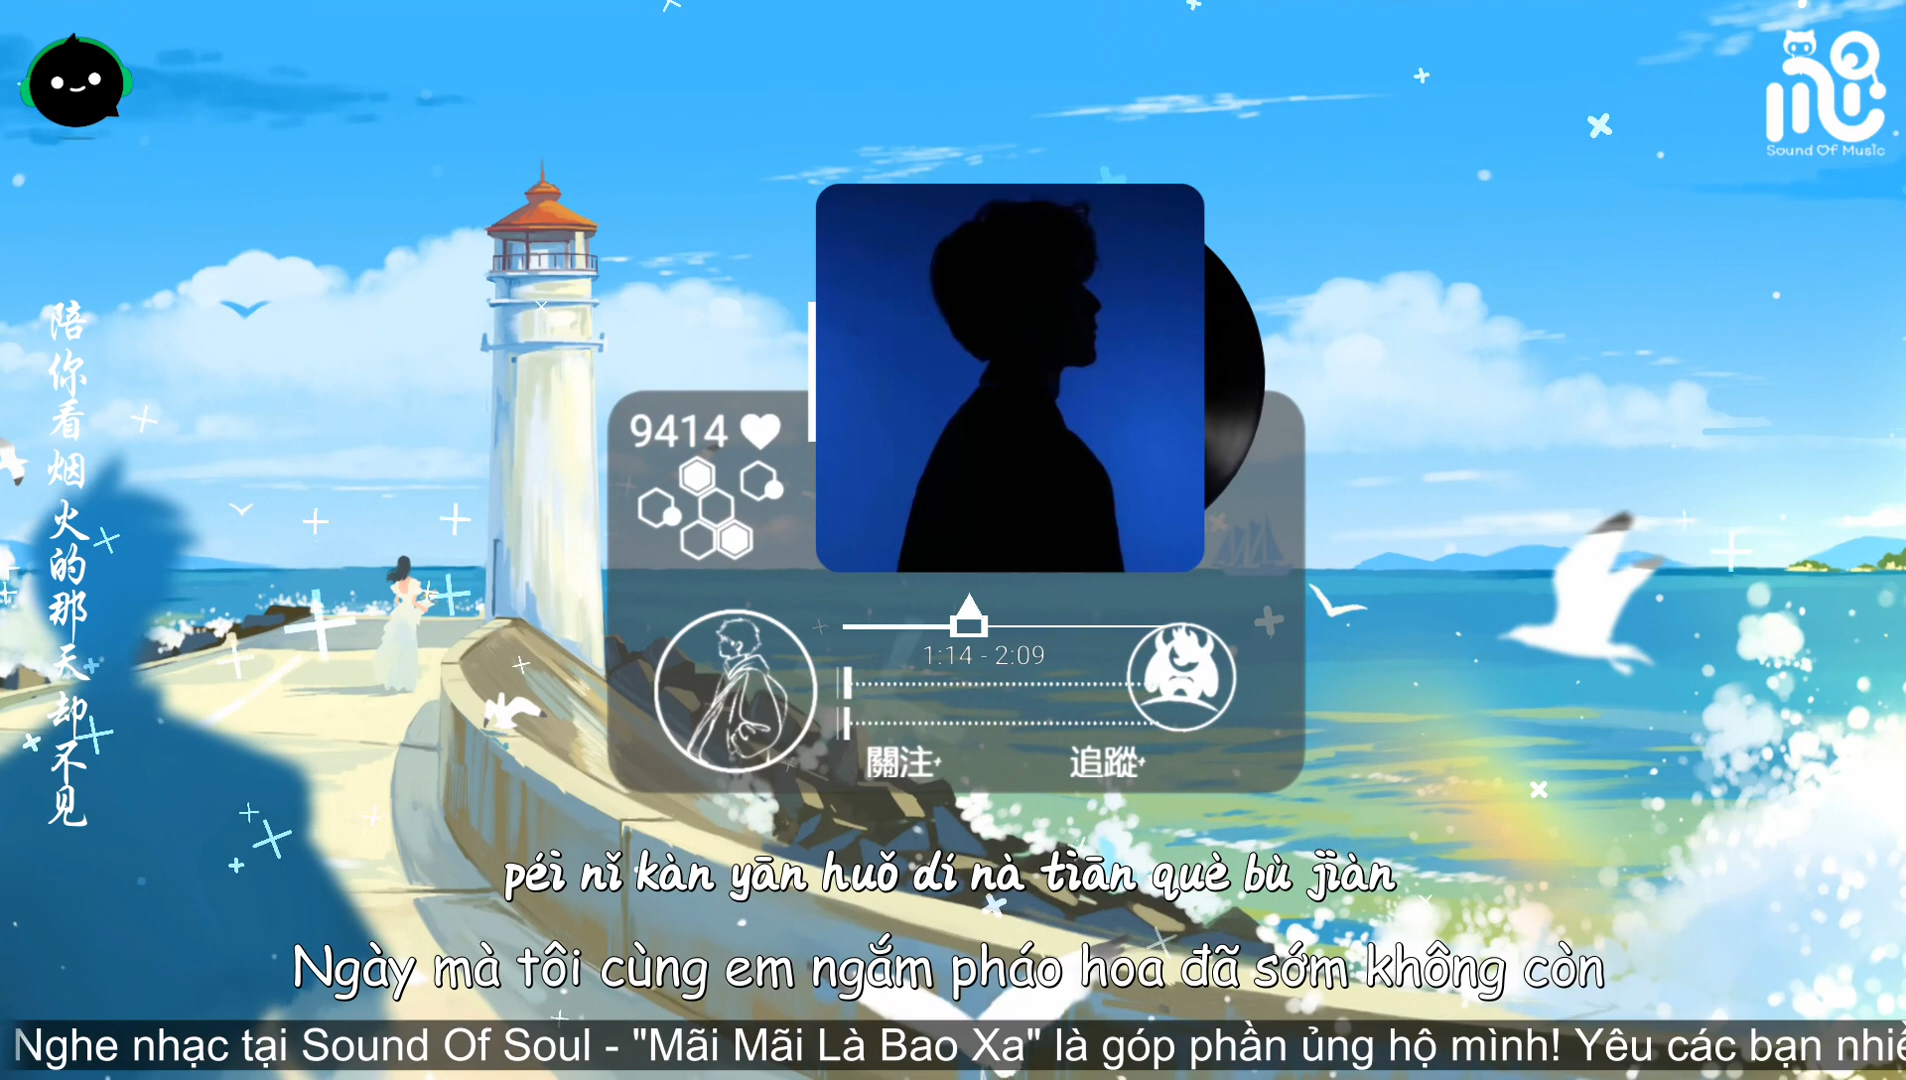 Sound Of Music
陪你看烟火的那天却不见
9414
1:14 - 2:09
關注+
追蹤+
péi nǐ kàn yān huǒ dí nà tiān què bù jiàn
Ngày mà tôi cùng em ngắm pháo hoa đã sớm không còn
Nghe nhạc tại Sound Of Soul - "Mãi Mãi Là Bao Xa" là góp phần ủng hộ mình! Yêu các bạn nhiề